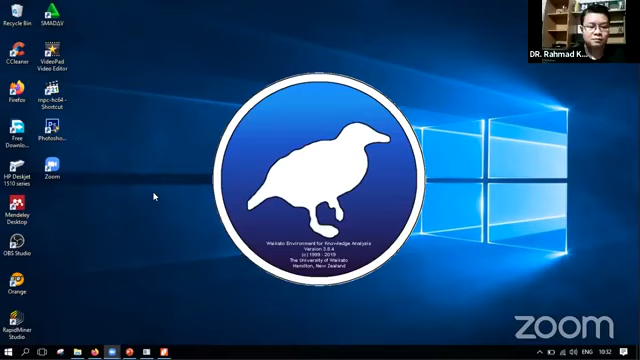 Recycle Bin
SMADAV
CCleaner
VideoPad
Video Editor
Firefox
mpc-hc64 -
Shortcut
Free
Downlo...
Photosho...
HP Deskjet
1510 series
Zoom
Mendeley
Desktop
OBS Studio
Orange
RapidMiner
Studio
DR. Rahmad K...
Waikato Environment for Knowledge Analysis
Version 3.8.4
(c) 1999 - 2019
The University of Waikato
Hamilton, New Zealand
zoom
ENG
10:32